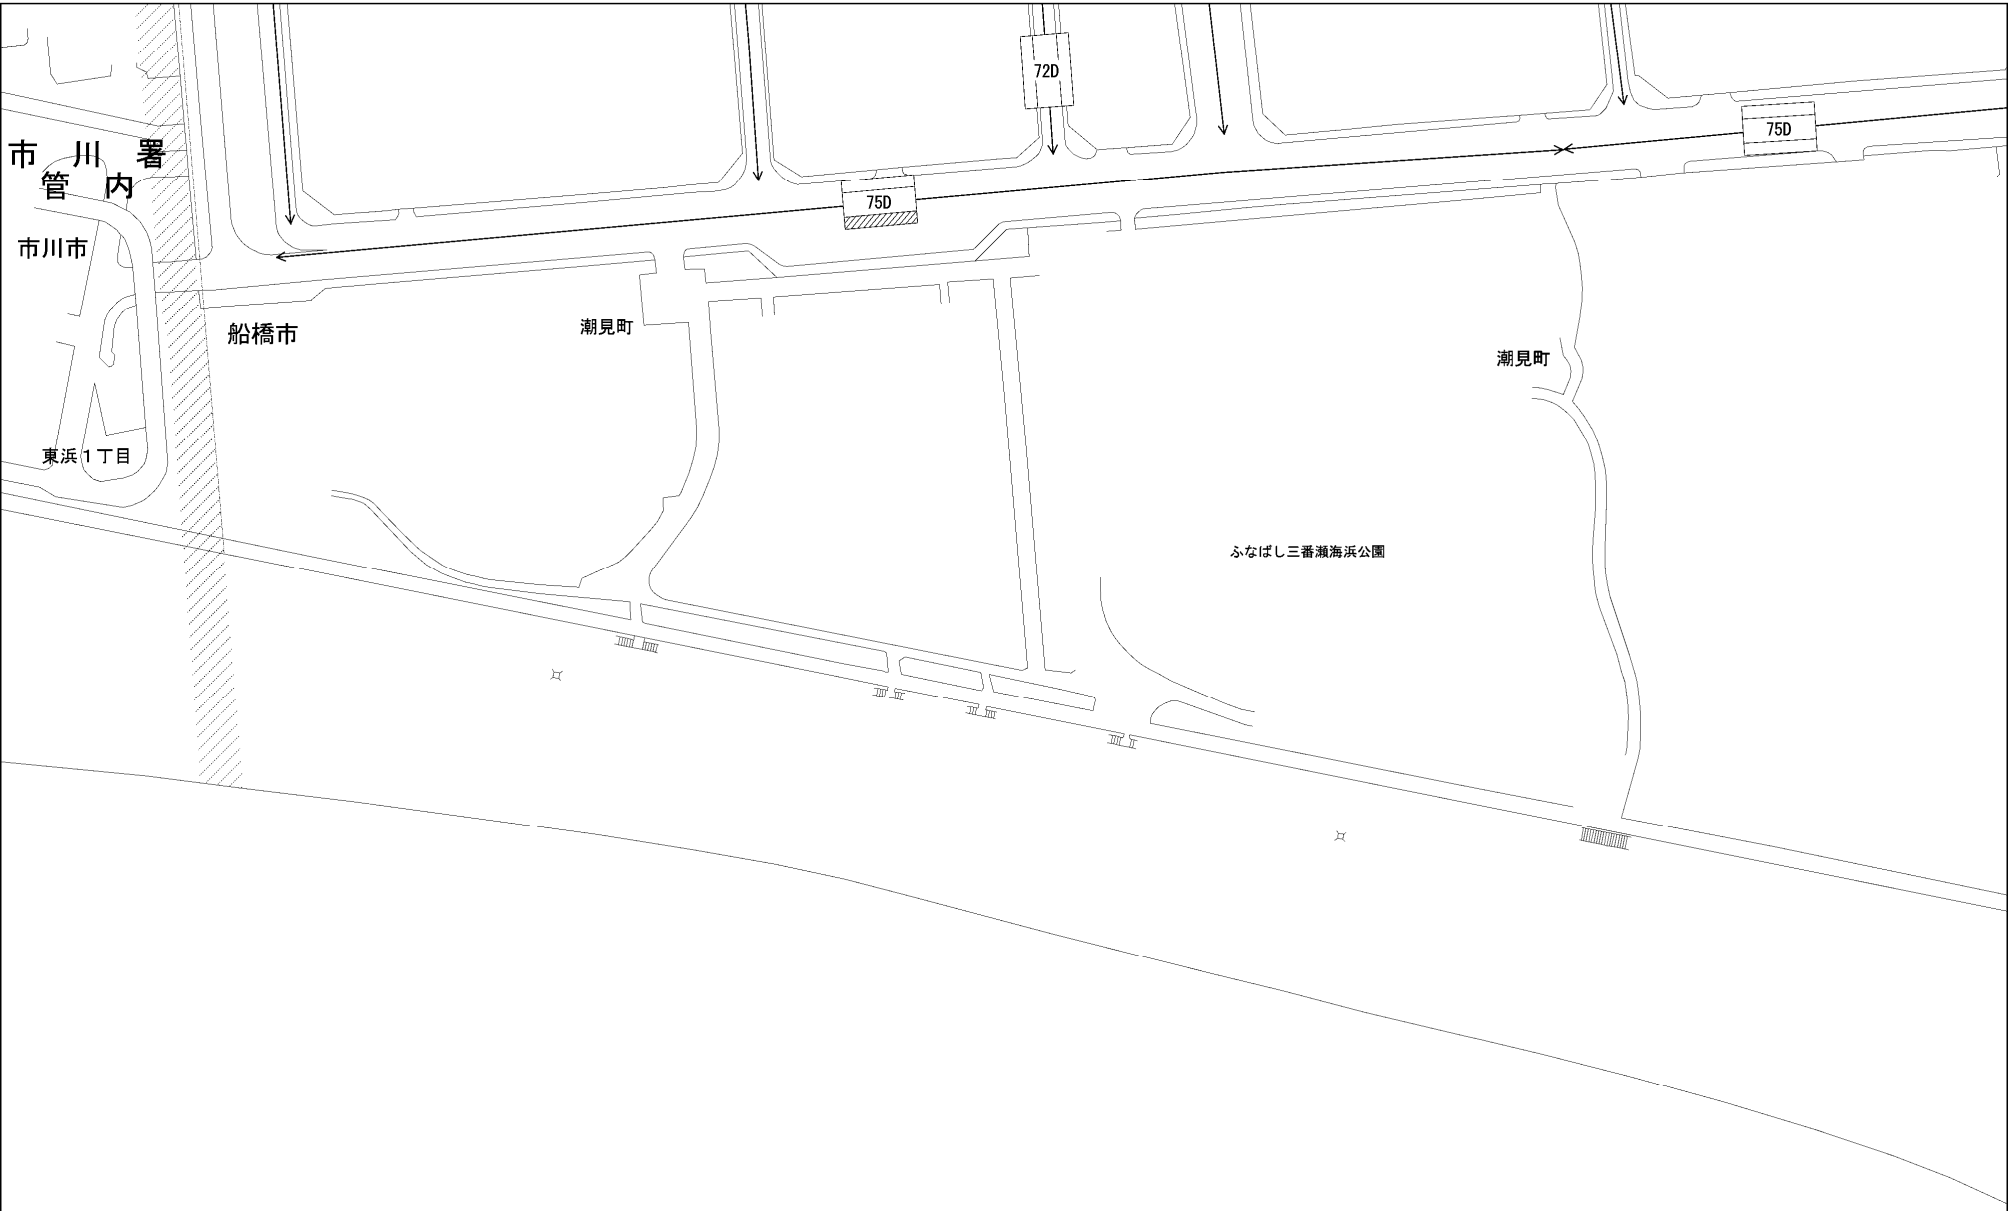 72D
75D
市川署
管内
75D
市川市
船橋市
潮見町
潮見町
東浜1丁目
ふなばし三番瀬海浜公園